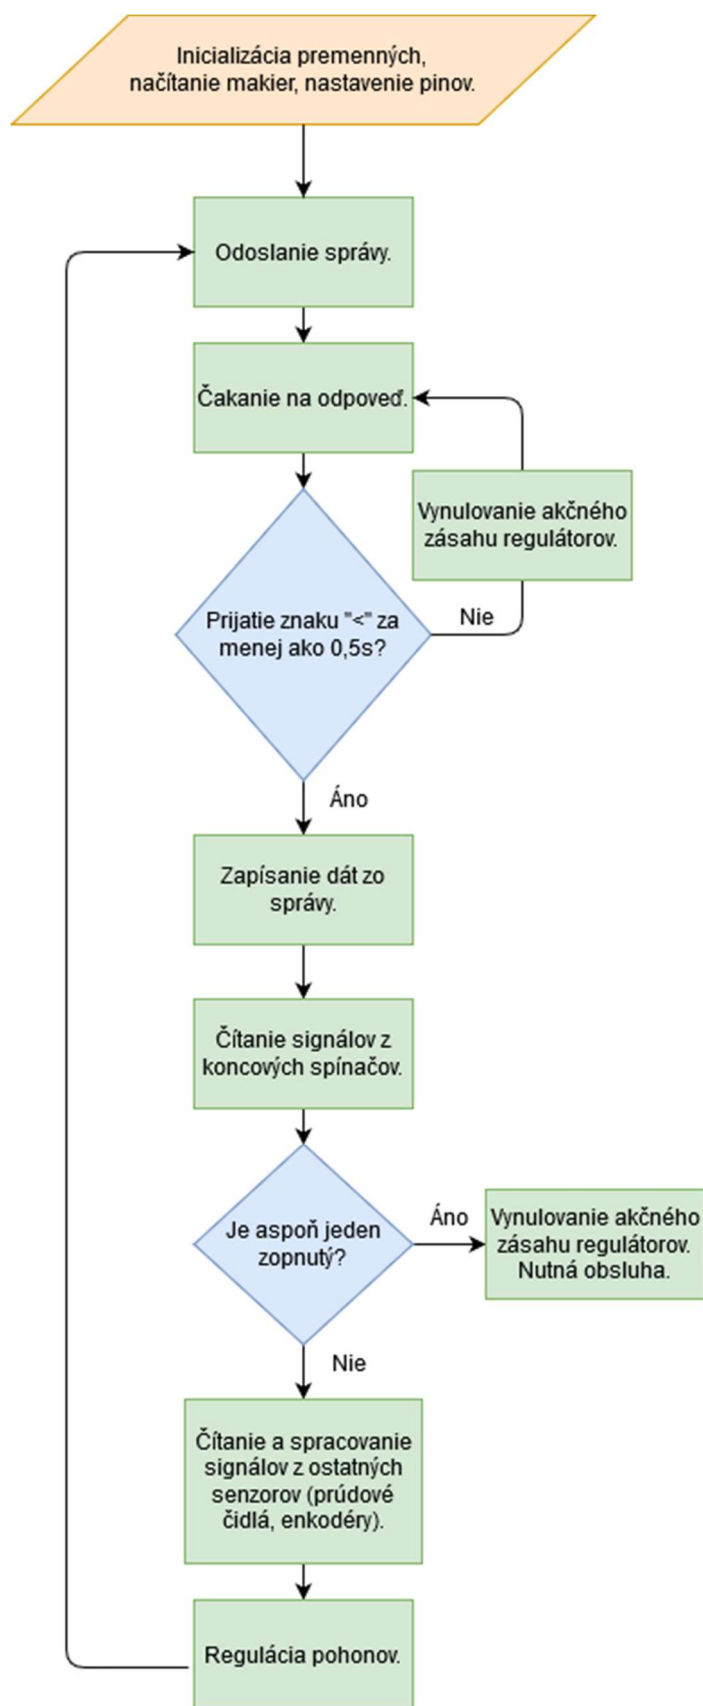 Inicializácia premenných,
načítanie makier, nastavenie pinov.
Odoslanie správy.
Čakanie na odpoveď.
Vynulovanie akčného
zásahu regulátorov.
Nie
Prijatie znaku "<" za
menej ako 0,5s?
Áno
Zapísanie dát zo
správy.
Čítanie signálov z
koncových spínačov.
Je aspoň jeden
zopnutý?
Áno
Vynulovanie akčného
zásahu regulátorov.
Nutná obsluha.
Nie
Čítanie a spracovanie
signálov z ostatných
senzorov (prúdové
čidlá, enkodéry).
Regulácia pohonov.